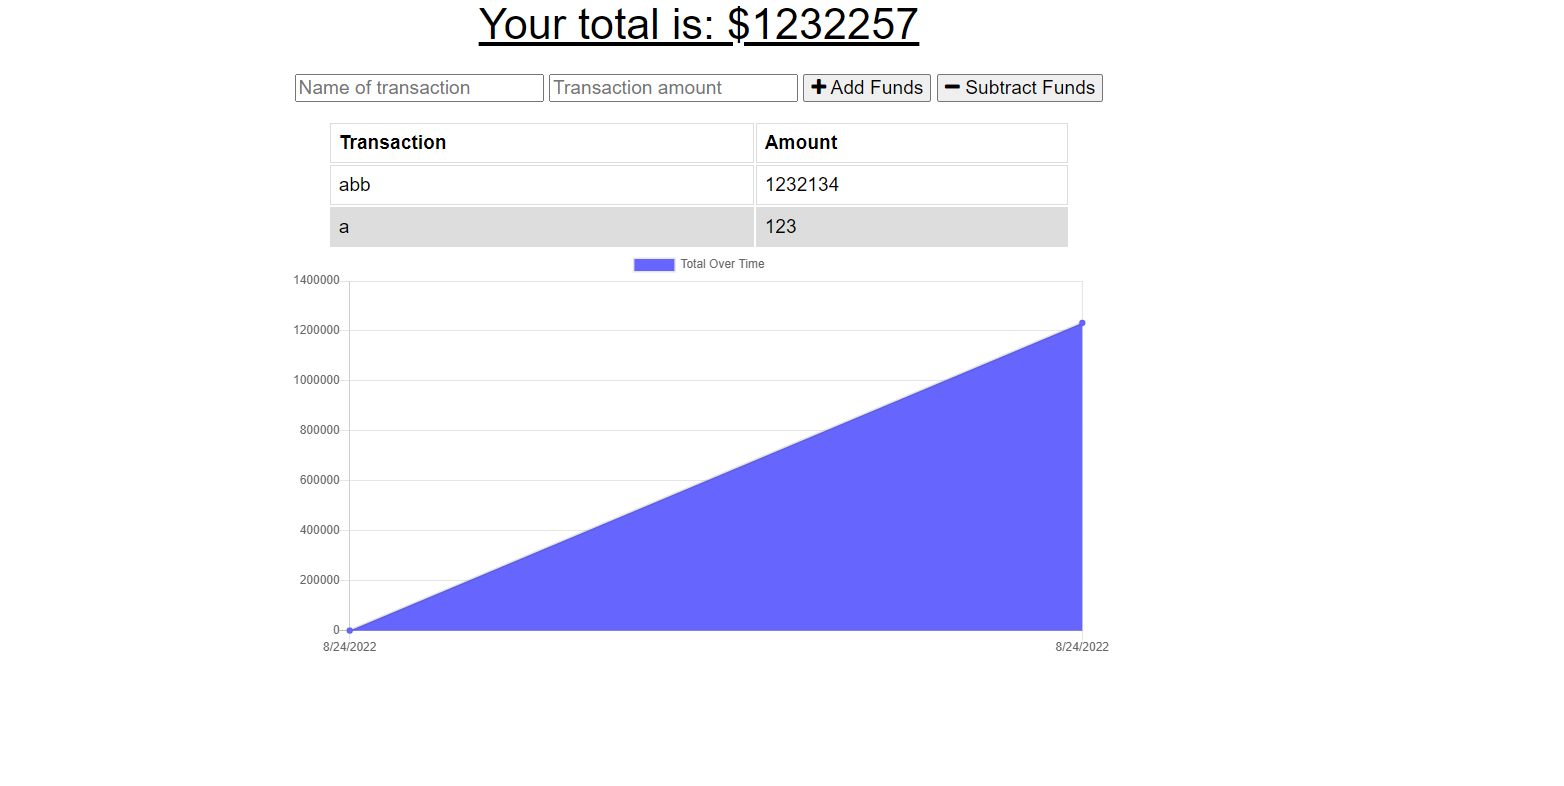 Your total is: $1232257
Name of transaction Transaction amount Add Funds Subtract Funds
Transaction Amount
abb 1232134
a 123
Total Over Time
1400000
1200000
1000000
800000
600000
400000
200000
0
8/24/2022 8/24/2022